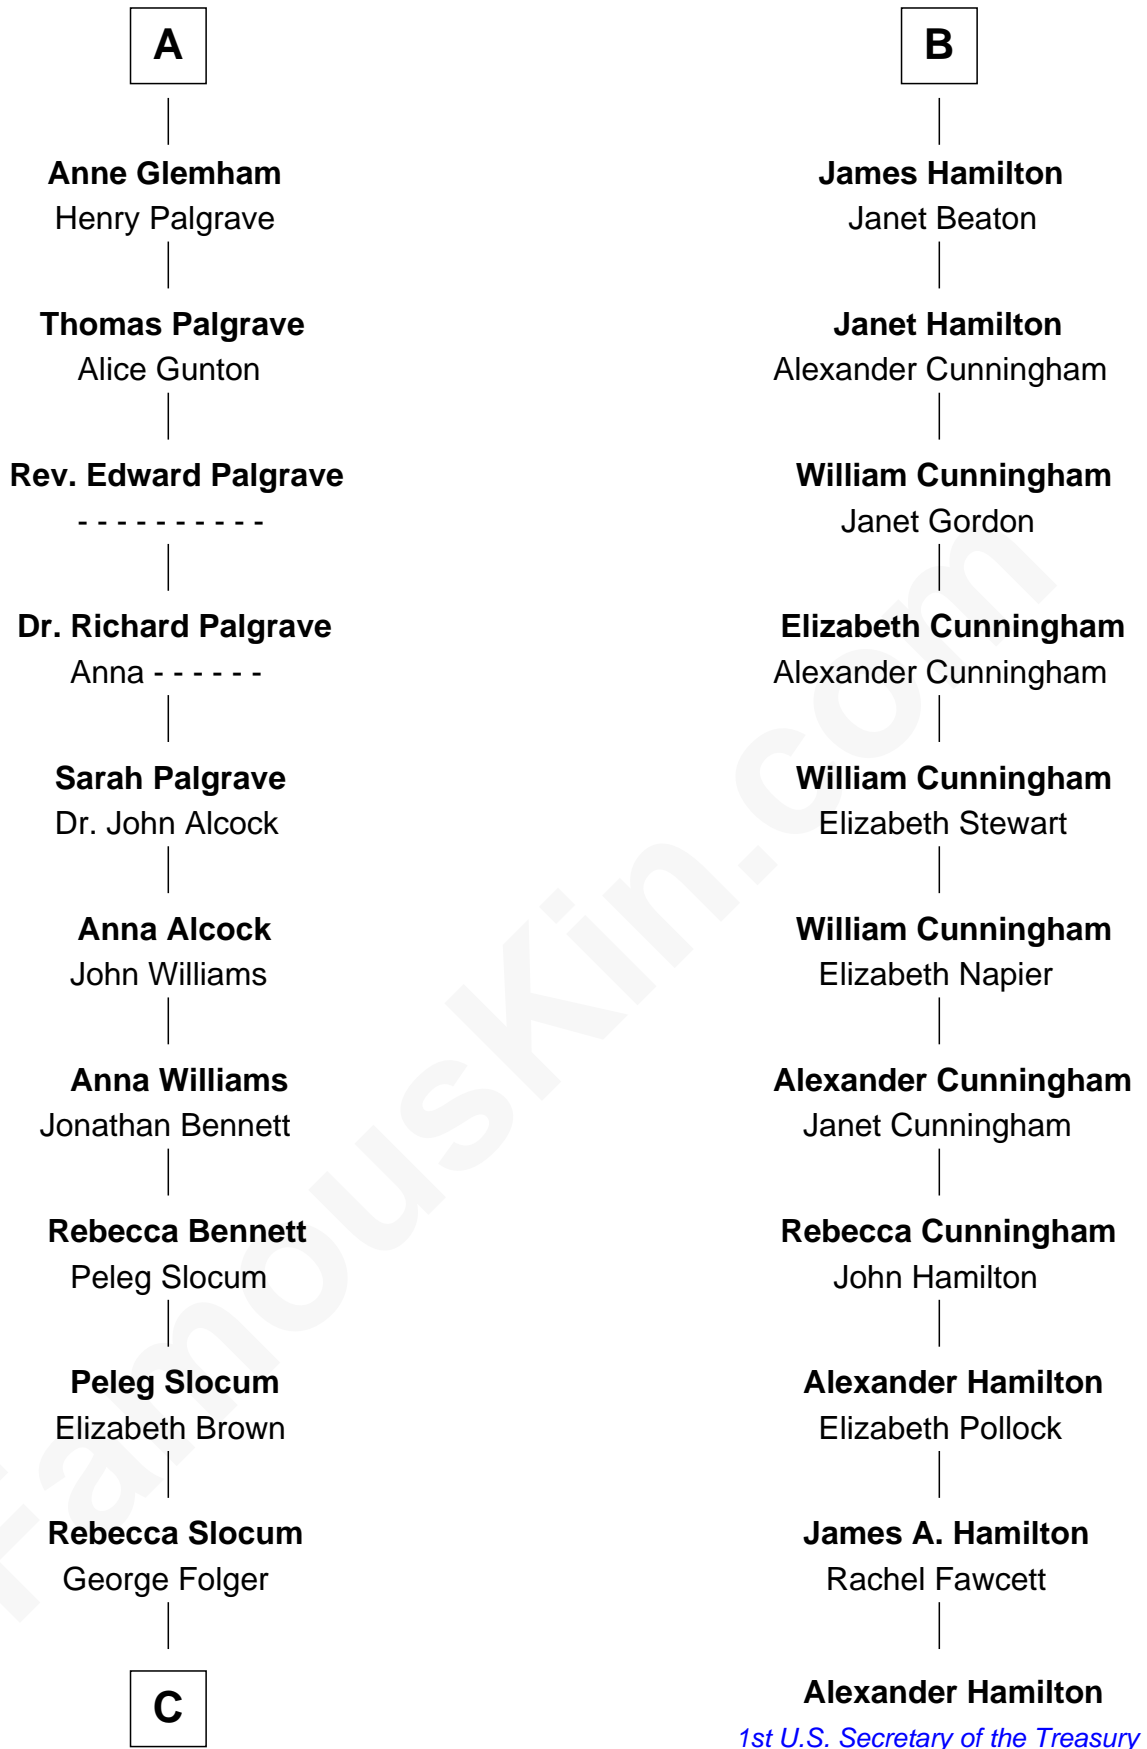 A
Anne Glemham
Henry Palgrave
Thomas Palgrave
Alice Gunton
Rev. Edward Palgrave
- - - - - - - - - -
Dr. Richard Palgrave
Anna - - - - - -
Sarah Palgrave
Dr. John Alcock
Anna Alcock
John Williams
Anna Williams
Jonathan Bennett
Rebecca Bennett
Peleg Slocum
Peleg Slocum
Elizabeth Brown
Rebecca Slocum
George Folger
C
B
James Hamilton
Janet Beaton
Janet Hamilton
Alexander Cunningham
William Cunningham
Janet Gordon
Elizabeth Cunningham
Alexander Cunningham
William Cunningham
Elizabeth Stewart
William Cunningham
Elizabeth Napier
Alexander Cunningham
Janet Cunningham
Rebecca Cunningham
John Hamilton
Alexander Hamilton
Elizabeth Pollock
James A. Hamilton
Rachel Fawcett
Alexander Hamilton
1st U.S. Secretary of the Treasury
FamousKin.com